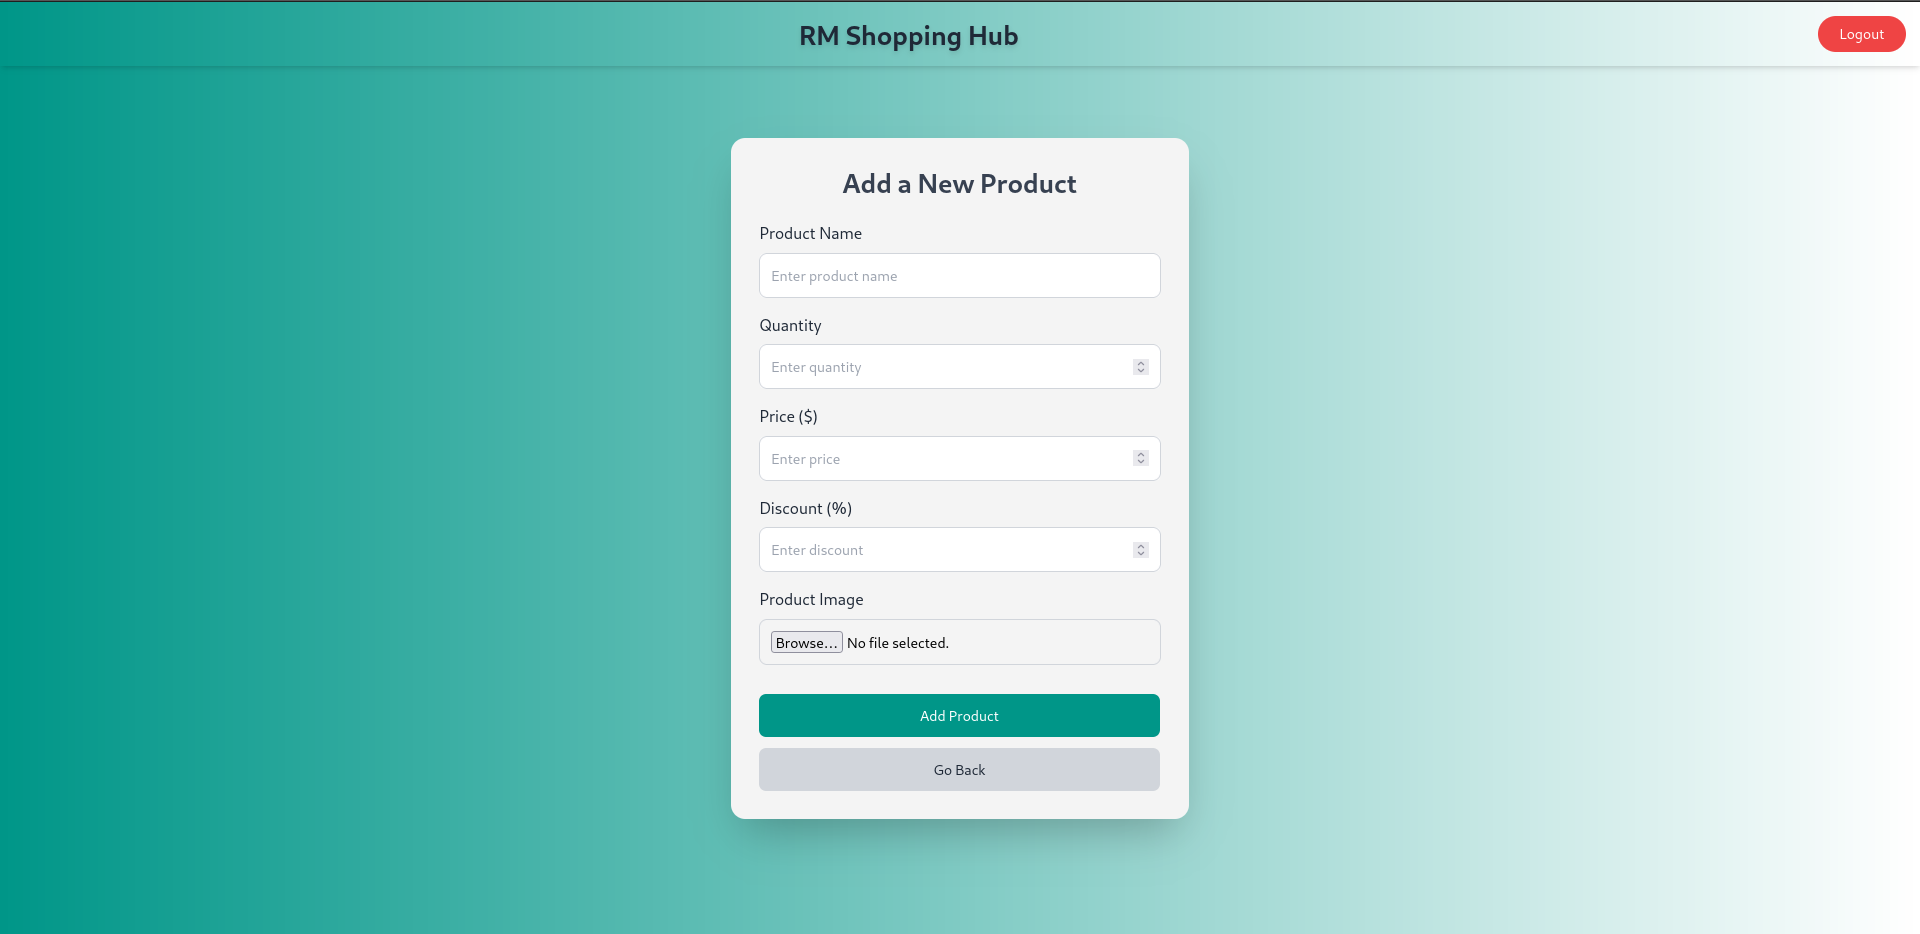 RM Shopping Hub
Logout
Add a New Product
Product Name
Enter product name
Quantity
Enter quantity
Price ($)
Enter price
Discount (%)
Enter discount
Product Image
Browse... No file selected.
Add Product
Go Back